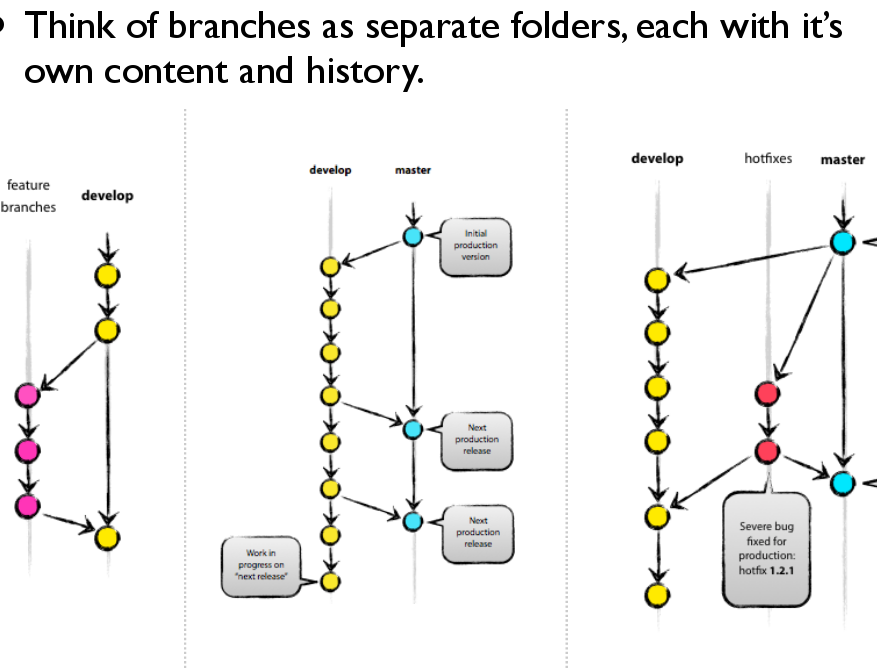 • Think of branches as separate folders, each with it's
own content and history.
feature
branches
develop
develop
master
Initial
production
version
Next
production
release
Next
production
release
Work in
progress on
"next release"
develop
hotfixes
master
Severe bug
fixed for
production:
hotfix 1.2.1